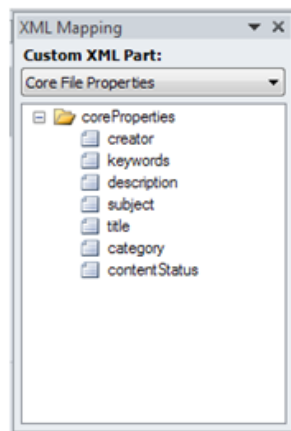 XML Mapping
Custom XML Part:
Core File Properties
coreProperties
creator
keywords
description
subject
title
category
contentStatus